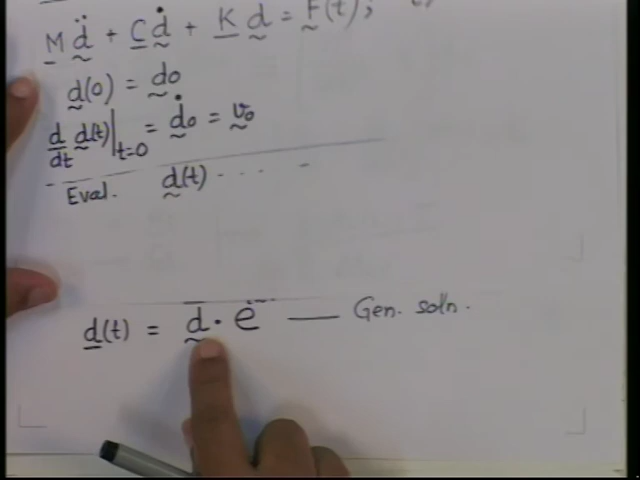 M d̈ + C ḋ + K d = F(t);
d(0) = d0
d/dt d(t)|t=0 = ḋ0 = v0
Eval. d(t) - - - -
d(t) = d̄ · e — Gen. soln.